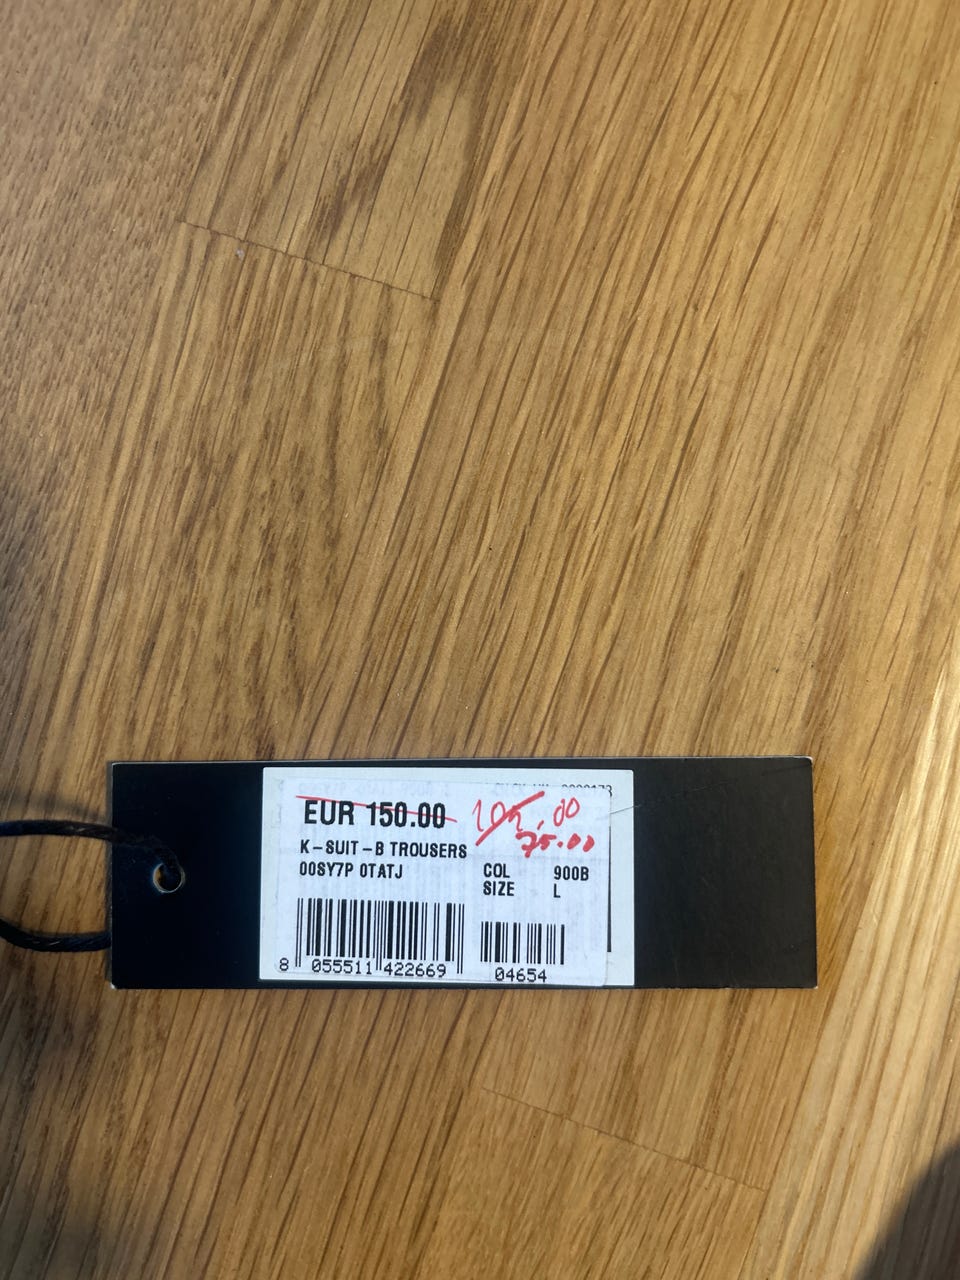 EUR 150.00 105.00
75.00
K-SUIT-B TROUSERS
00SY7P 0TATJ COL 900B
SIZE L
8 055511 422669 04654